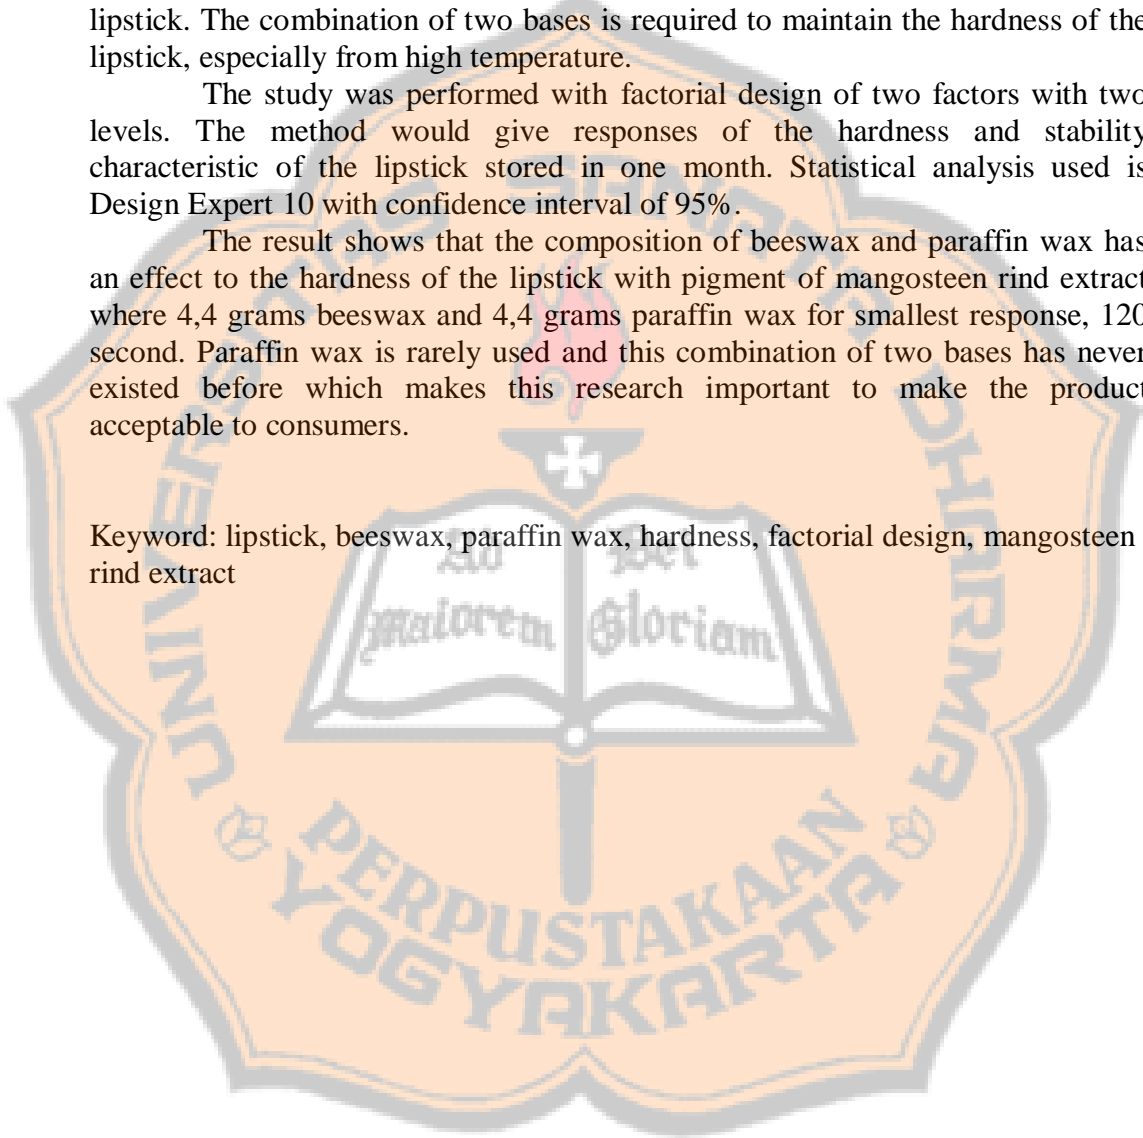 lipstick. The combination of two bases is required to maintain the hardness of the
lipstick, especially from high temperature.
The study was performed with factorial design of two factors with two
levels. The method would give responses of the hardness and stability
characteristic of the lipstick stored in one month. Statistical analysis used is
Design Expert 10 with confidence interval of 95%.
The result shows that the composition of beeswax and paraffin wax has
an effect to the hardness of the lipstick with pigment of mangosteen rind extract
where 4,4 grams beeswax and 4,4 grams paraffin wax for smallest response, 120
second. Paraffin wax is rarely used and this combination of two bases has never
existed before which makes this research important to make the product
acceptable to consumers.
Keyword: lipstick, beeswax, paraffin wax, hardness, factorial design, mangosteen
rind extract
UNIVERSITAS SANATA DHARMA
Ad Dei
Maiorem Gloriam
PERPUSTAKAAN
YOGYAKARTA